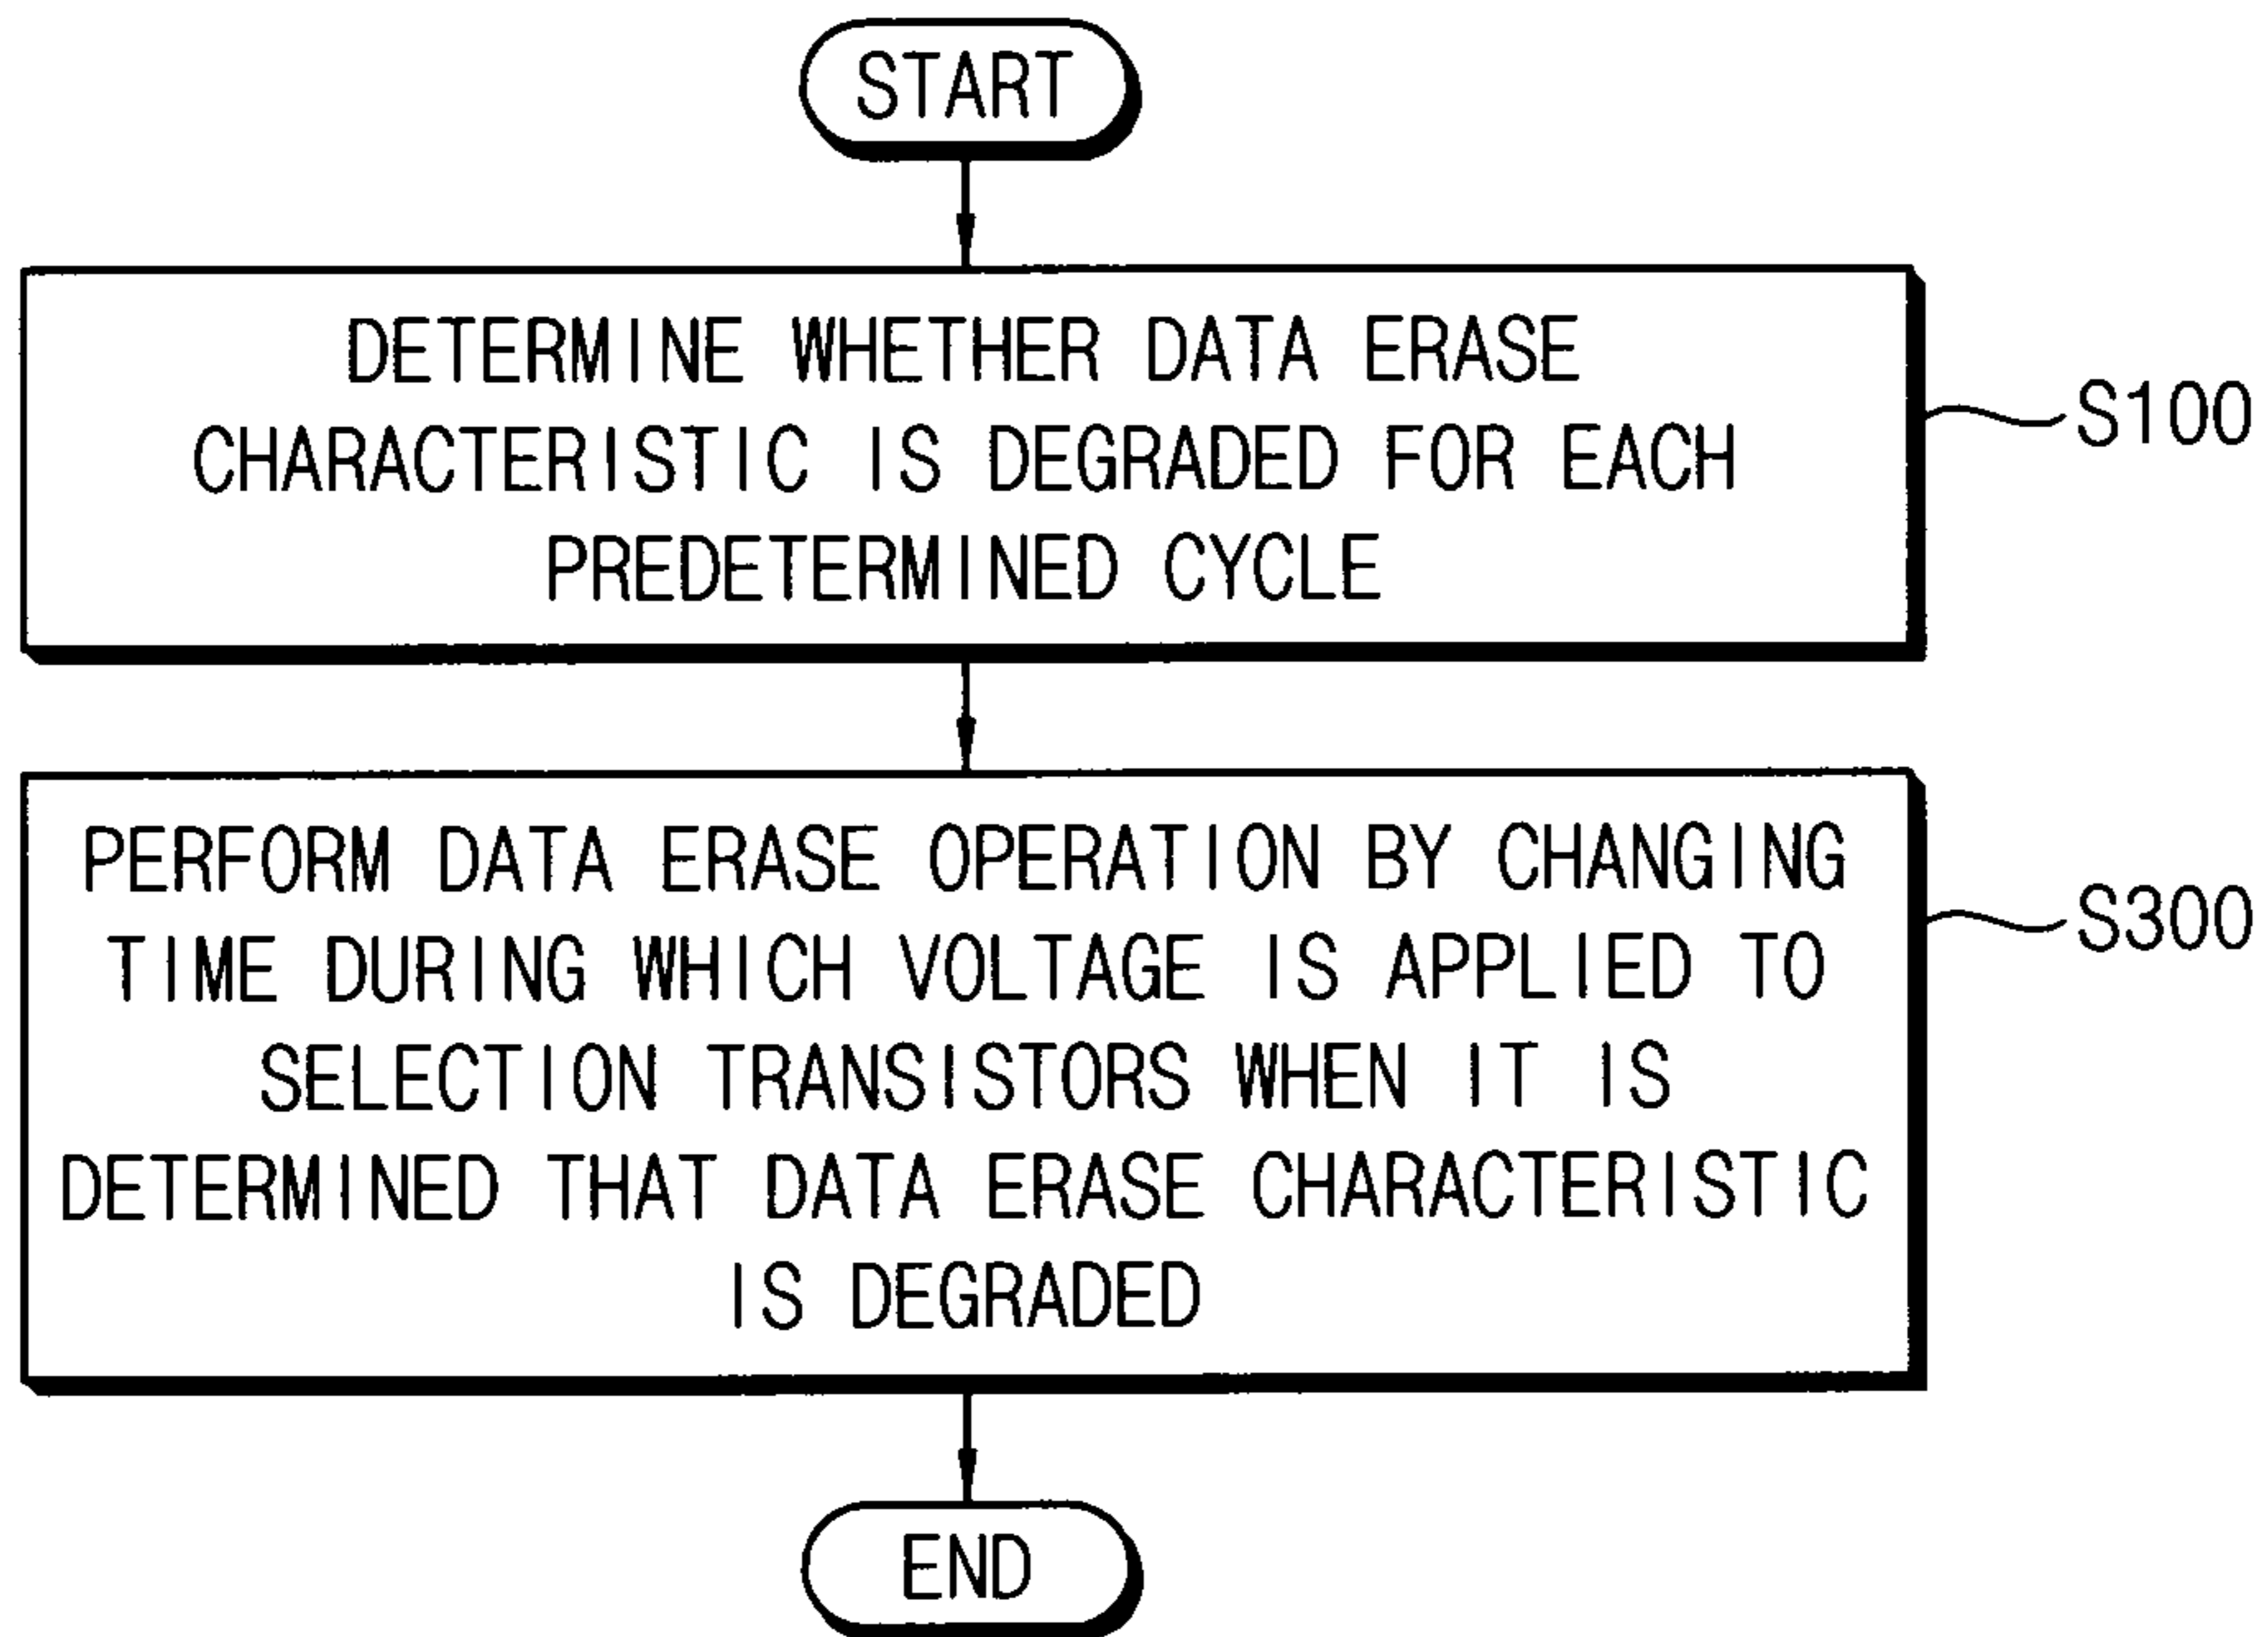 START
DETERMINE WHETHER DATA ERASE
CHARACTERISTIC IS DEGRADED FOR EACH
PREDETERMINED CYCLE
S100
PERFORM DATA ERASE OPERATION BY CHANGING
TIME DURING WHICH VOLTAGE IS APPLIED TO
SELECTION TRANSISTORS WHEN IT IS
DETERMINED THAT DATA ERASE CHARACTERISTIC
IS DEGRADED
S300
END